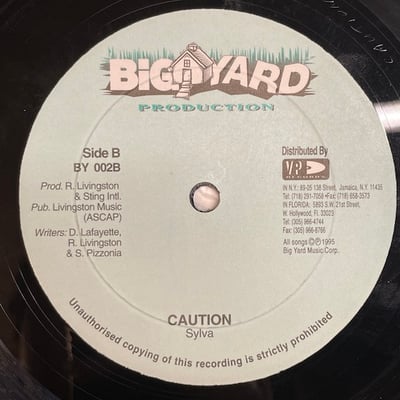 BIG YARD
PRODUCTION
Side B
BY 002B
Prod. R. Livingston
& Sting Intl.
Pub. Livingston Music
(ASCAP)
Writers: D. Lafayette,
R. Livingston
& S. Pizzonia
Distributed By
VP
RECORDS
IN N.Y.: 89-05 138 Street, Jamaica, N.Y. 11435
Tel: (718) 291-7058 • Fax: (718) 658-3573
IN FLORIDA: 5893 S.W. 21st Street,
W. Hollywood, FL 33023
Tel: (305) 966-4744
Fax: (305) 966-8766
All songs ©℗ 1995
Big Yard Music Corp.
CAUTION
Sylva
Unauthorised copying of this recording is strictly prohibited